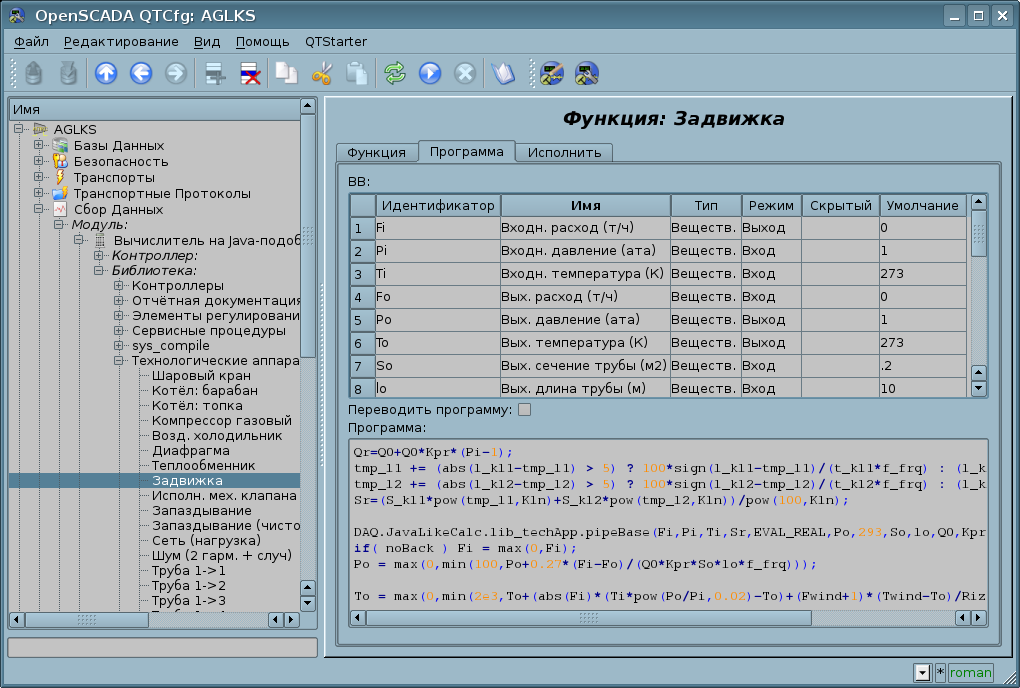 OpenSCADA QTCfg: AGLKS
Файл Редактирование Вид Помощь QTStarter
Имя
AGLKS
Базы Данных
Безопасность
Транспорты
Транспортные Протоколы
Сбор Данных
Модуль:
Вычислитель на Java-подоб
Контроллер:
Библиотека:
Контроллеры
Отчётная документация
Элементы регулировани
Сервисные процедуры
sys_compile
Технологические аппара
Шаровый кран
Котёл: барабан
Котёл: топка
Компрессор газовый
Возд. холодильник
Диафрагма
Теплообменник
Задвижка
Исполн. мех. клапана
Запаздывание
Запаздывание (чисто
Сеть (нагрузка)
Шум (2 гарм. + случ)
Труба 1->1
Труба 1->2
Труба 1->3
Функция: Задвижка
Функция Программа Исполнить
ВВ:
Идентификатор Имя Тип Режим Скрытый Умолчание
1 Fi Входн. расход (т/ч) Веществ. Выход 0
2 Pi Входн. давление (ата) Веществ. Вход 1
3 Ti Входн. температура (К) Веществ. Вход 273
4 Fo Вых. расход (т/ч) Веществ. Вход 0
5 Po Вых. давление (ата) Веществ. Выход 1
6 To Вых. температура (К) Веществ. Выход 273
7 So Вых. сечение трубы (м2) Веществ. Вход .2
8 lo Вых. длина трубы (м) Веществ. Вход 10
Переводить программу:
Программа:
Qr=Q0+Q0*Kpr*(Pi-1);
tmp_l1 += (abs(l_kl1-tmp_l1) > 5) ? 100*sign(l_kl1-tmp_l1)/(t_kl1*f_frq) : (l_k
tmp_l2 += (abs(l_kl2-tmp_l2) > 5) ? 100*sign(l_kl2-tmp_l2)/(t_kl2*f_frq) : (l_k
Sr=(S_kl1*pow(tmp_l1,Kln)+S_kl2*pow(tmp_l2,Kln))/pow(100,Kln);
DAQ.JavaLikeCalc.lib_techApp.pipeBase(Fi,Pi,Ti,Sr,EVAL_REAL,Po,293,So,lo,Q0,Kpr
if( noBack ) Fi = max(0,Fi);
Po = max(0,min(100,Po+0.27*(Fi-Fo)/(Q0*Kpr*So*lo*f_frq)));
To = max(0,min(2e3,To+(abs(Fi)*(Ti*pow(Po/Pi,0.02)-To)+(Fwind+1)*(Twind-To)/Riz
* roman